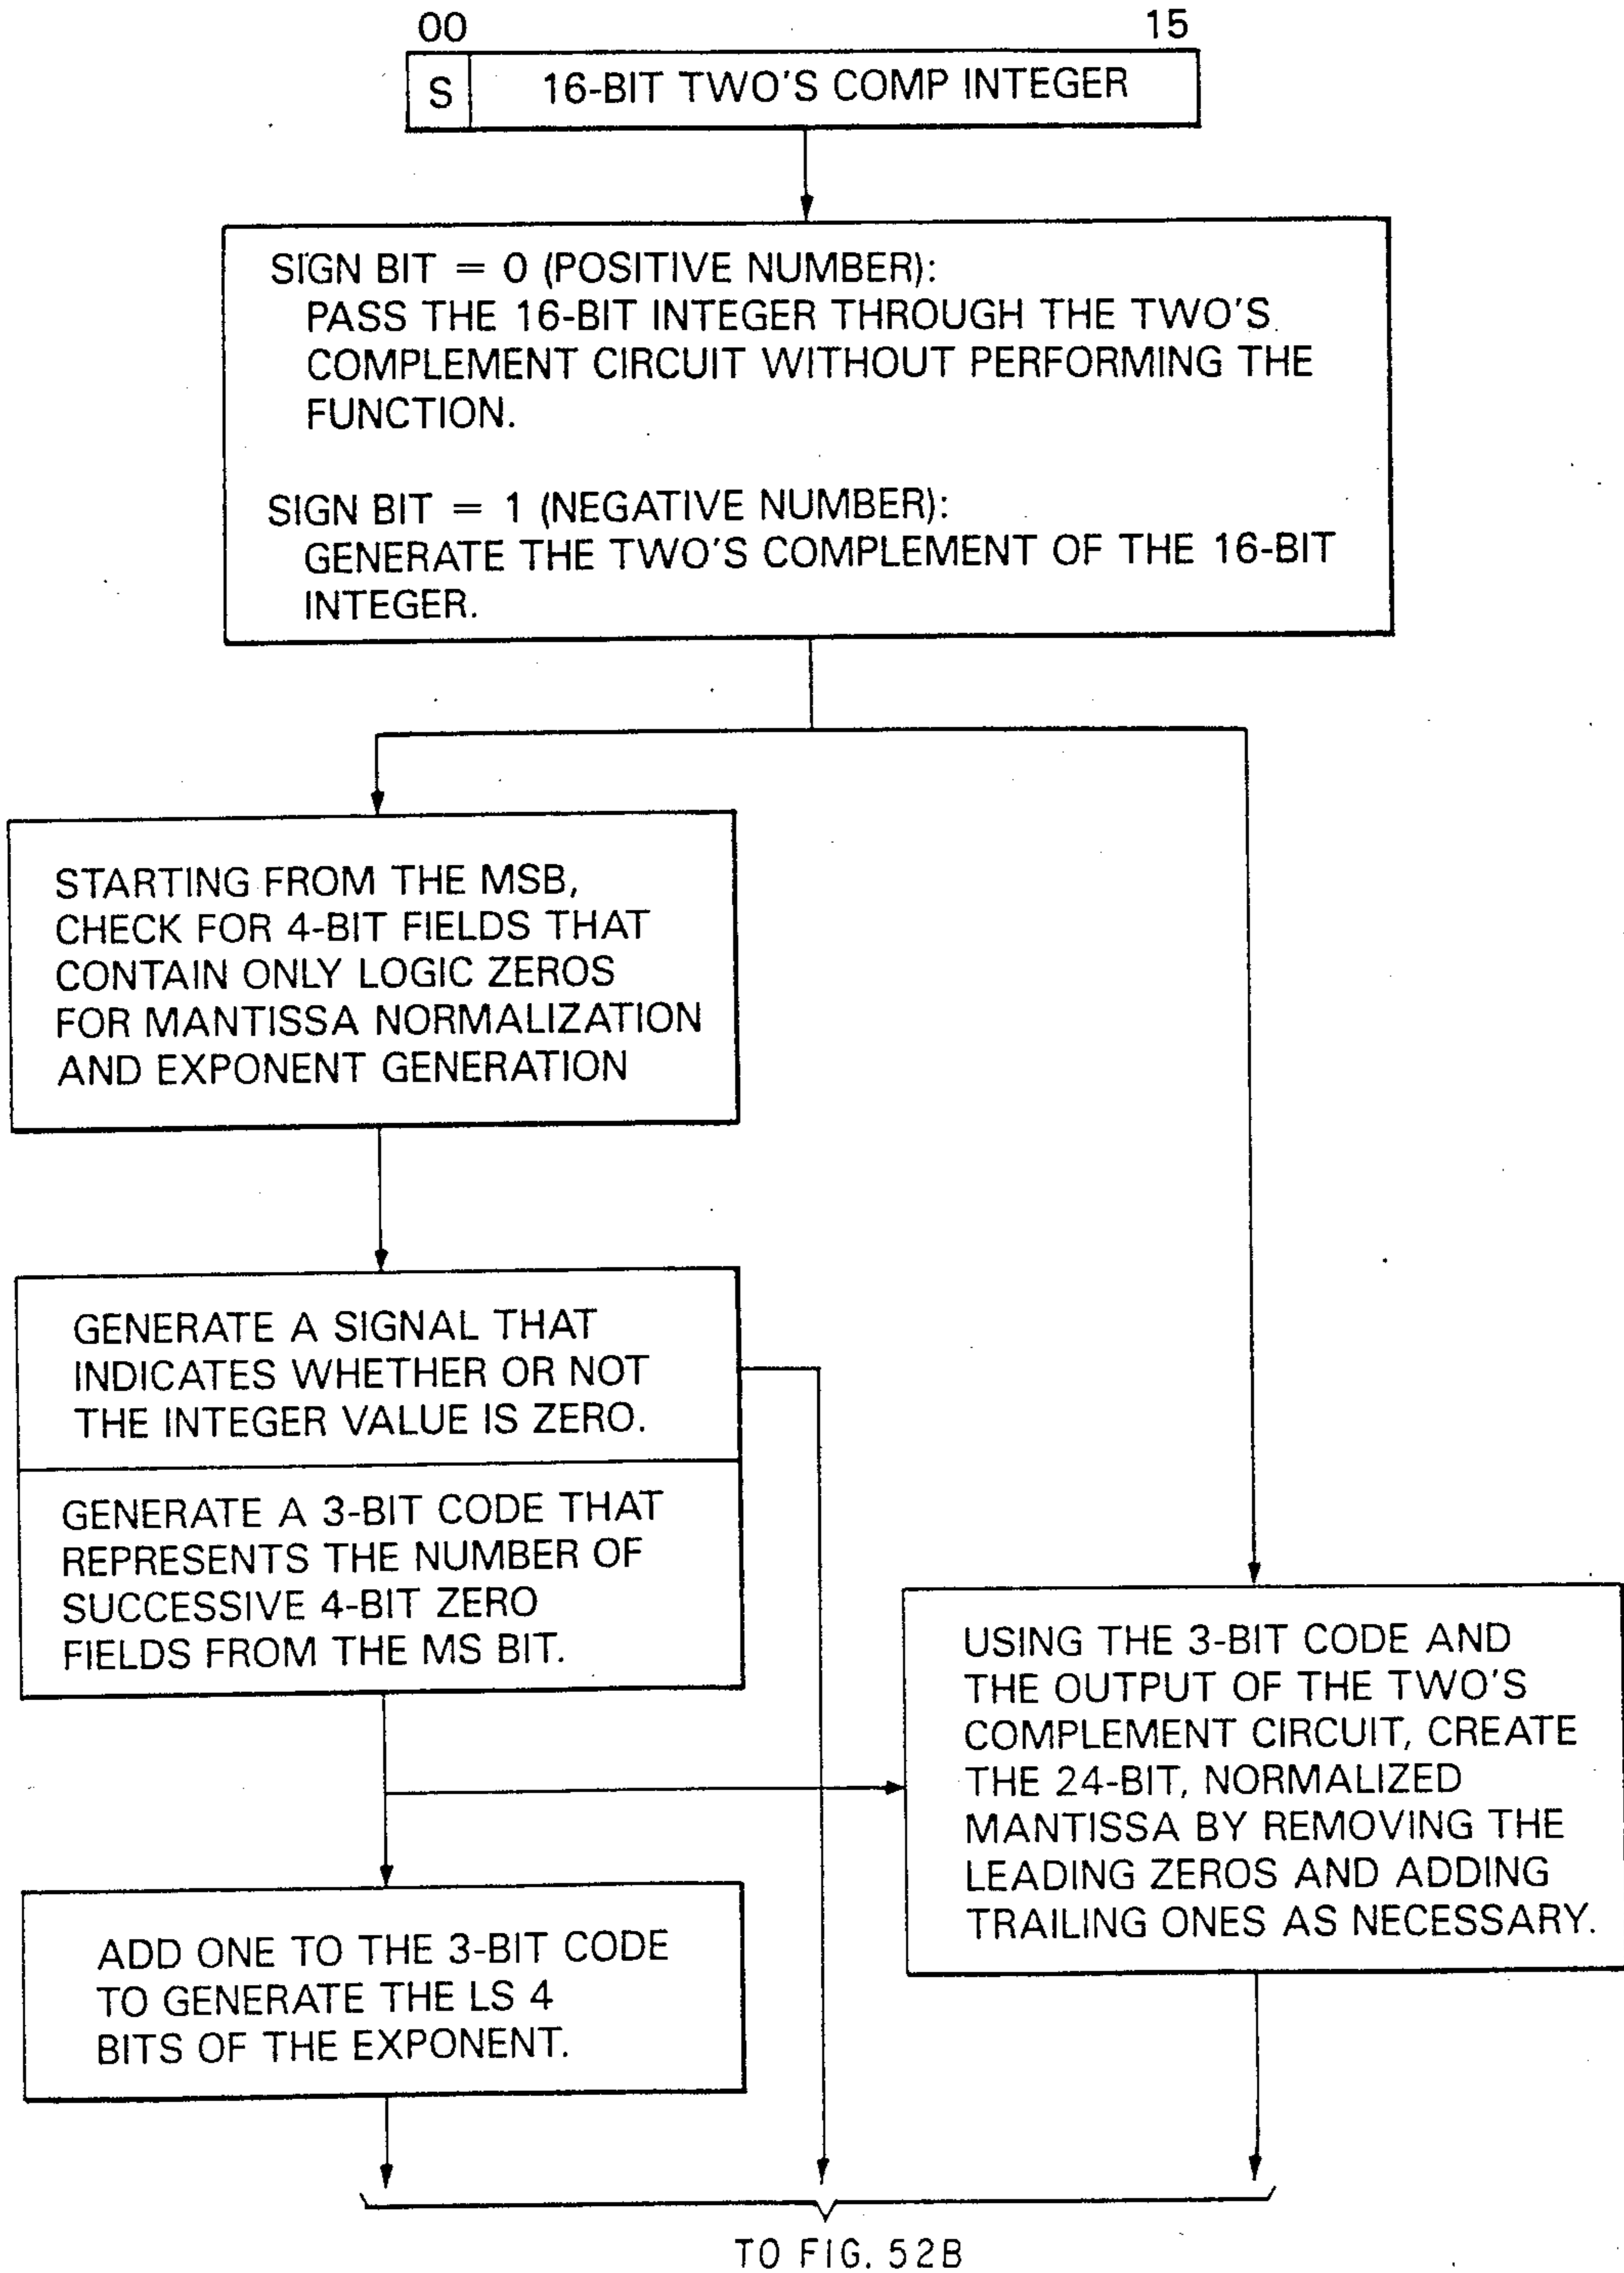 00 15
S 16-BIT TWO'S COMP INTEGER
SIGN BIT = 0 (POSITIVE NUMBER):
PASS THE 16-BIT INTEGER THROUGH THE TWO'S
COMPLEMENT CIRCUIT WITHOUT PERFORMING THE
FUNCTION.
SIGN BIT = 1 (NEGATIVE NUMBER):
GENERATE THE TWO'S COMPLEMENT OF THE 16-BIT
INTEGER.
STARTING FROM THE MSB,
CHECK FOR 4-BIT FIELDS THAT
CONTAIN ONLY LOGIC ZEROS
FOR MANTISSA NORMALIZATION
AND EXPONENT GENERATION
GENERATE A SIGNAL THAT
INDICATES WHETHER OR NOT
THE INTEGER VALUE IS ZERO.
GENERATE A 3-BIT CODE THAT
REPRESENTS THE NUMBER OF
SUCCESSIVE 4-BIT ZERO
FIELDS FROM THE MS BIT.
USING THE 3-BIT CODE AND
THE OUTPUT OF THE TWO'S
COMPLEMENT CIRCUIT, CREATE
THE 24-BIT, NORMALIZED
MANTISSA BY REMOVING THE
LEADING ZEROS AND ADDING
TRAILING ONES AS NECESSARY.
ADD ONE TO THE 3-BIT CODE
TO GENERATE THE LS 4
BITS OF THE EXPONENT.
TO FIG. 52B